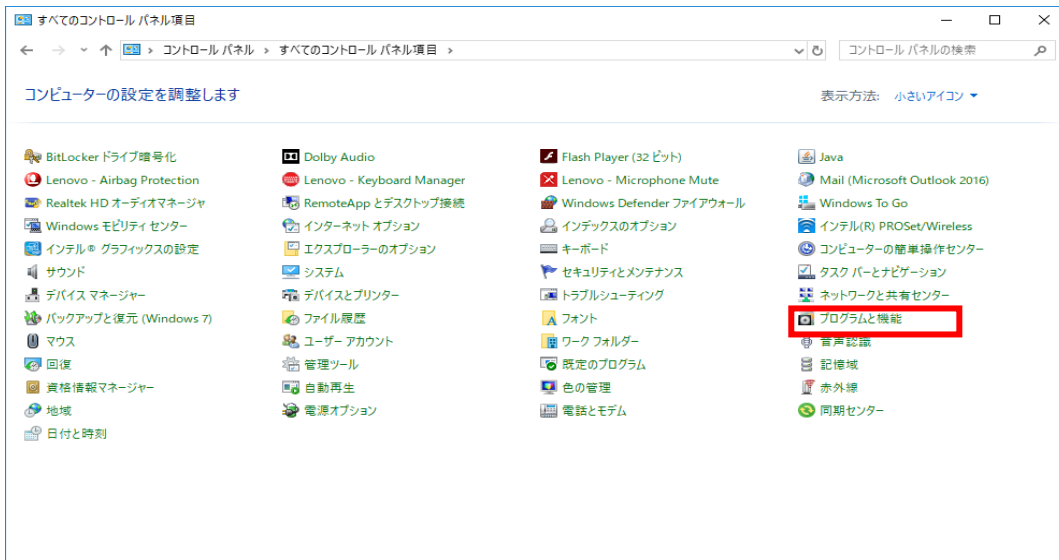 すべてのコントロール パネル項目
コントロール パネル > すべてのコントロール パネル項目 >
コントロール パネルの検索
コンピューターの設定を調整します
表示方法: 小さいアイコン
BitLocker ドライブ暗号化 Dolby Audio Flash Player (32 ビット) Java
Lenovo - Airbag Protection Lenovo - Keyboard Manager Lenovo - Microphone Mute Mail (Microsoft Outlook 2016)
Realtek HD オーディオマネージャ RemoteApp とデスクトップ接続 Windows Defender ファイアウォール Windows To Go
Windows モビリティ センター インターネット オプション インデックスのオプション インテル(R) PROSet/Wireless
インテル® グラフィックスの設定 エクスプローラーのオプション キーボード コンピューターの簡単操作センター
サウンド システム セキュリティとメンテナンス タスク バーとナビゲーション
デバイス マネージャー デバイスとプリンター トラブルシューティング ネットワークと共有センター
バックアップと復元 (Windows 7) ファイル履歴 フォント プログラムと機能
マウス ユーザー アカウント ワーク フォルダー 音声認識
回復 管理ツール 既定のプログラム 記憶域
資格情報マネージャー 自動再生 色の管理 赤外線
地域 電源オプション 電話とモデム 同期センター
日付と時刻